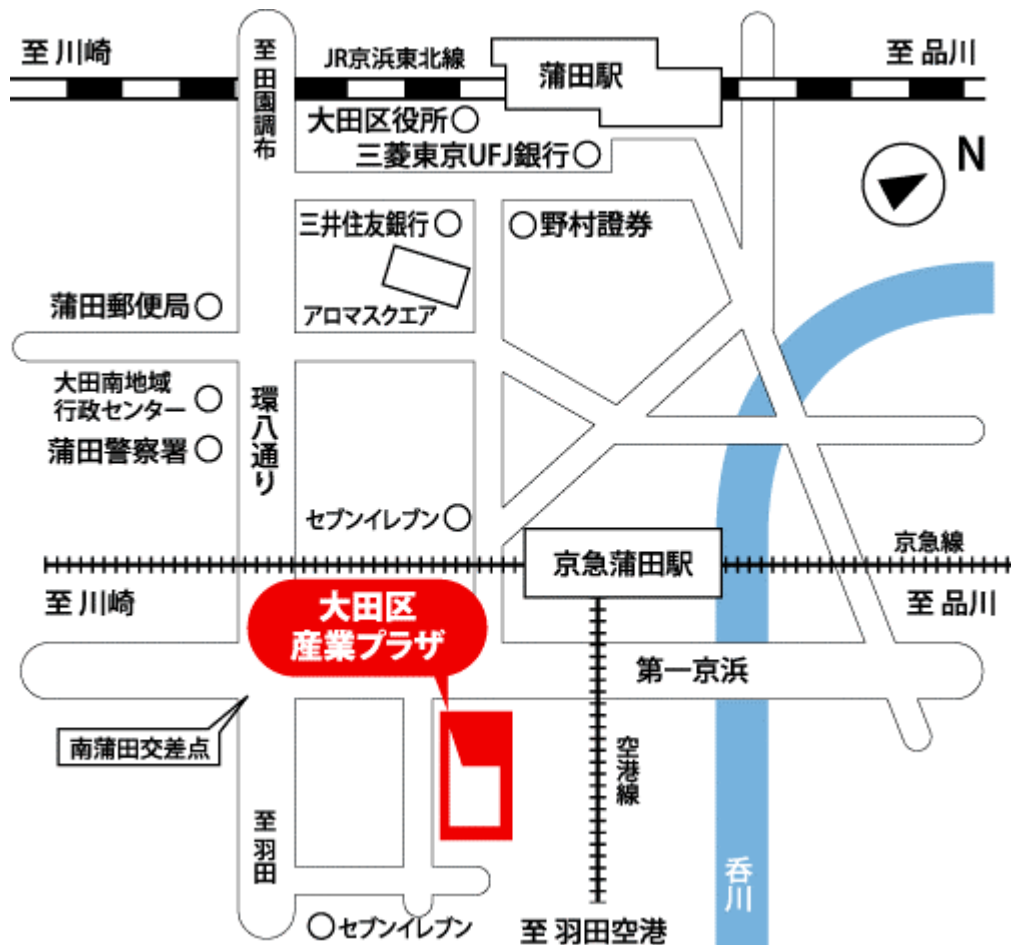 至 川崎
至 田園調布
JR京浜東北線
蒲田駅
至 品川
大田区役所
三菱東京UFJ銀行
N
三井住友銀行
野村證券
アロマスクエア
蒲田郵便局
大田南地域
行政センター
蒲田警察署
環八通り
セブンイレブン
京急蒲田駅
京急線
至 川崎
至 品川
大田区
産業プラザ
第一京浜
南蒲田交差点
空港線
至 羽田
呑川
セブンイレブン
至 羽田空港